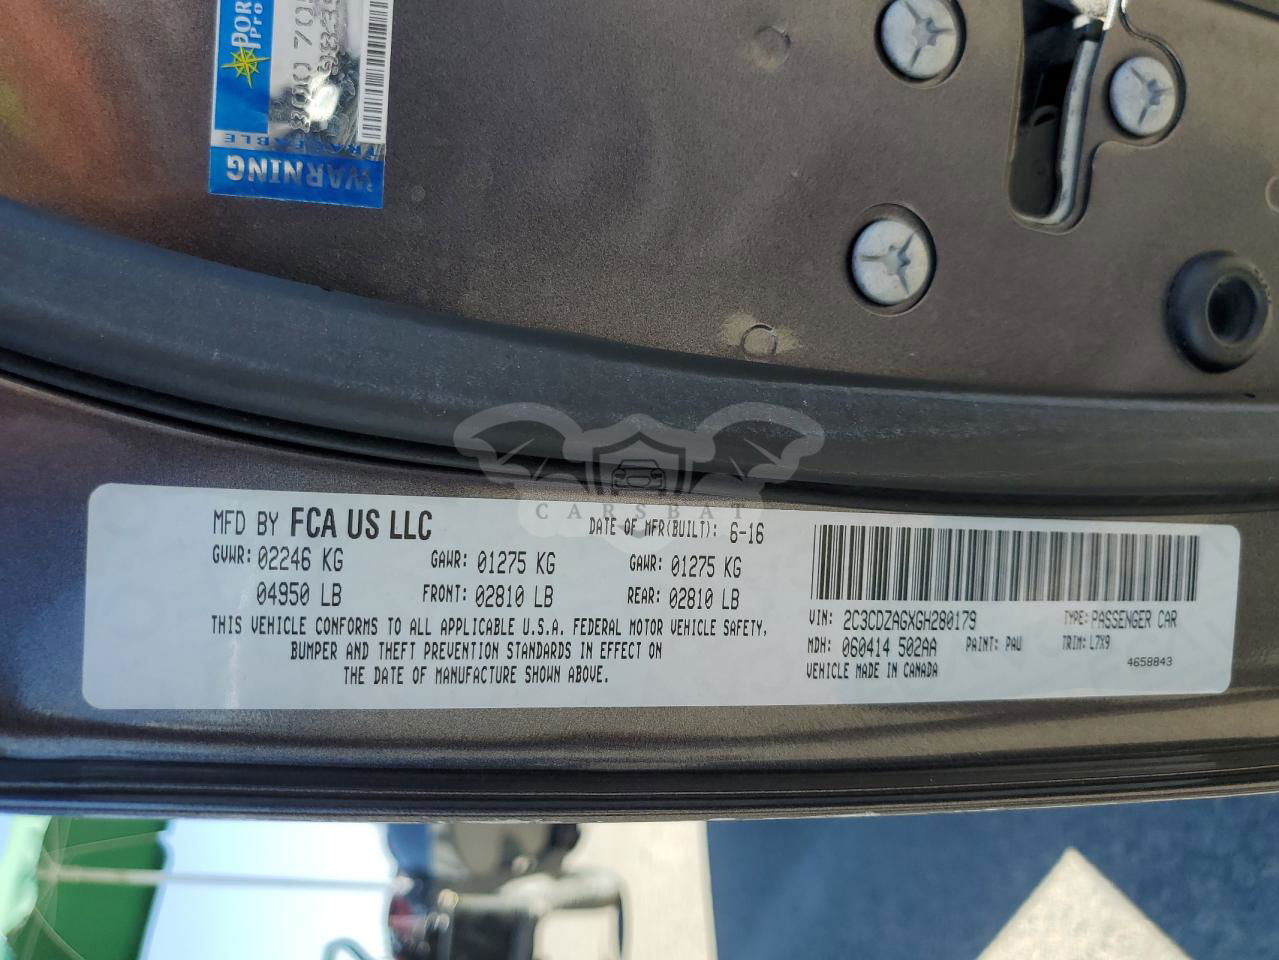 WARNING
MFD BY FCA US LLC
DATE OF MFR(BUILT): 6-16
GVWR: 02246 KG
GAWR: 01275 KG
GAWR: 01275 KG
04950 LB
FRONT: 02810 LB
REAR: 02810 LB
THIS VEHICLE CONFORMS TO ALL APPLICABLE U.S.A. FEDERAL MOTOR VEHICLE SAFETY,
BUMPER AND THEFT PREVENTION STANDARDS IN EFFECT ON
THE DATE OF MANUFACTURE SHOWN ABOVE.
VIN: 2C3CDZAGXGH280179
TYPE: PASSENGER CAR
MDH: 060414 502AA
PAINT: PAU
TRIM: L7X9
VEHICLE MADE IN CANADA
4658843
CARSBAT